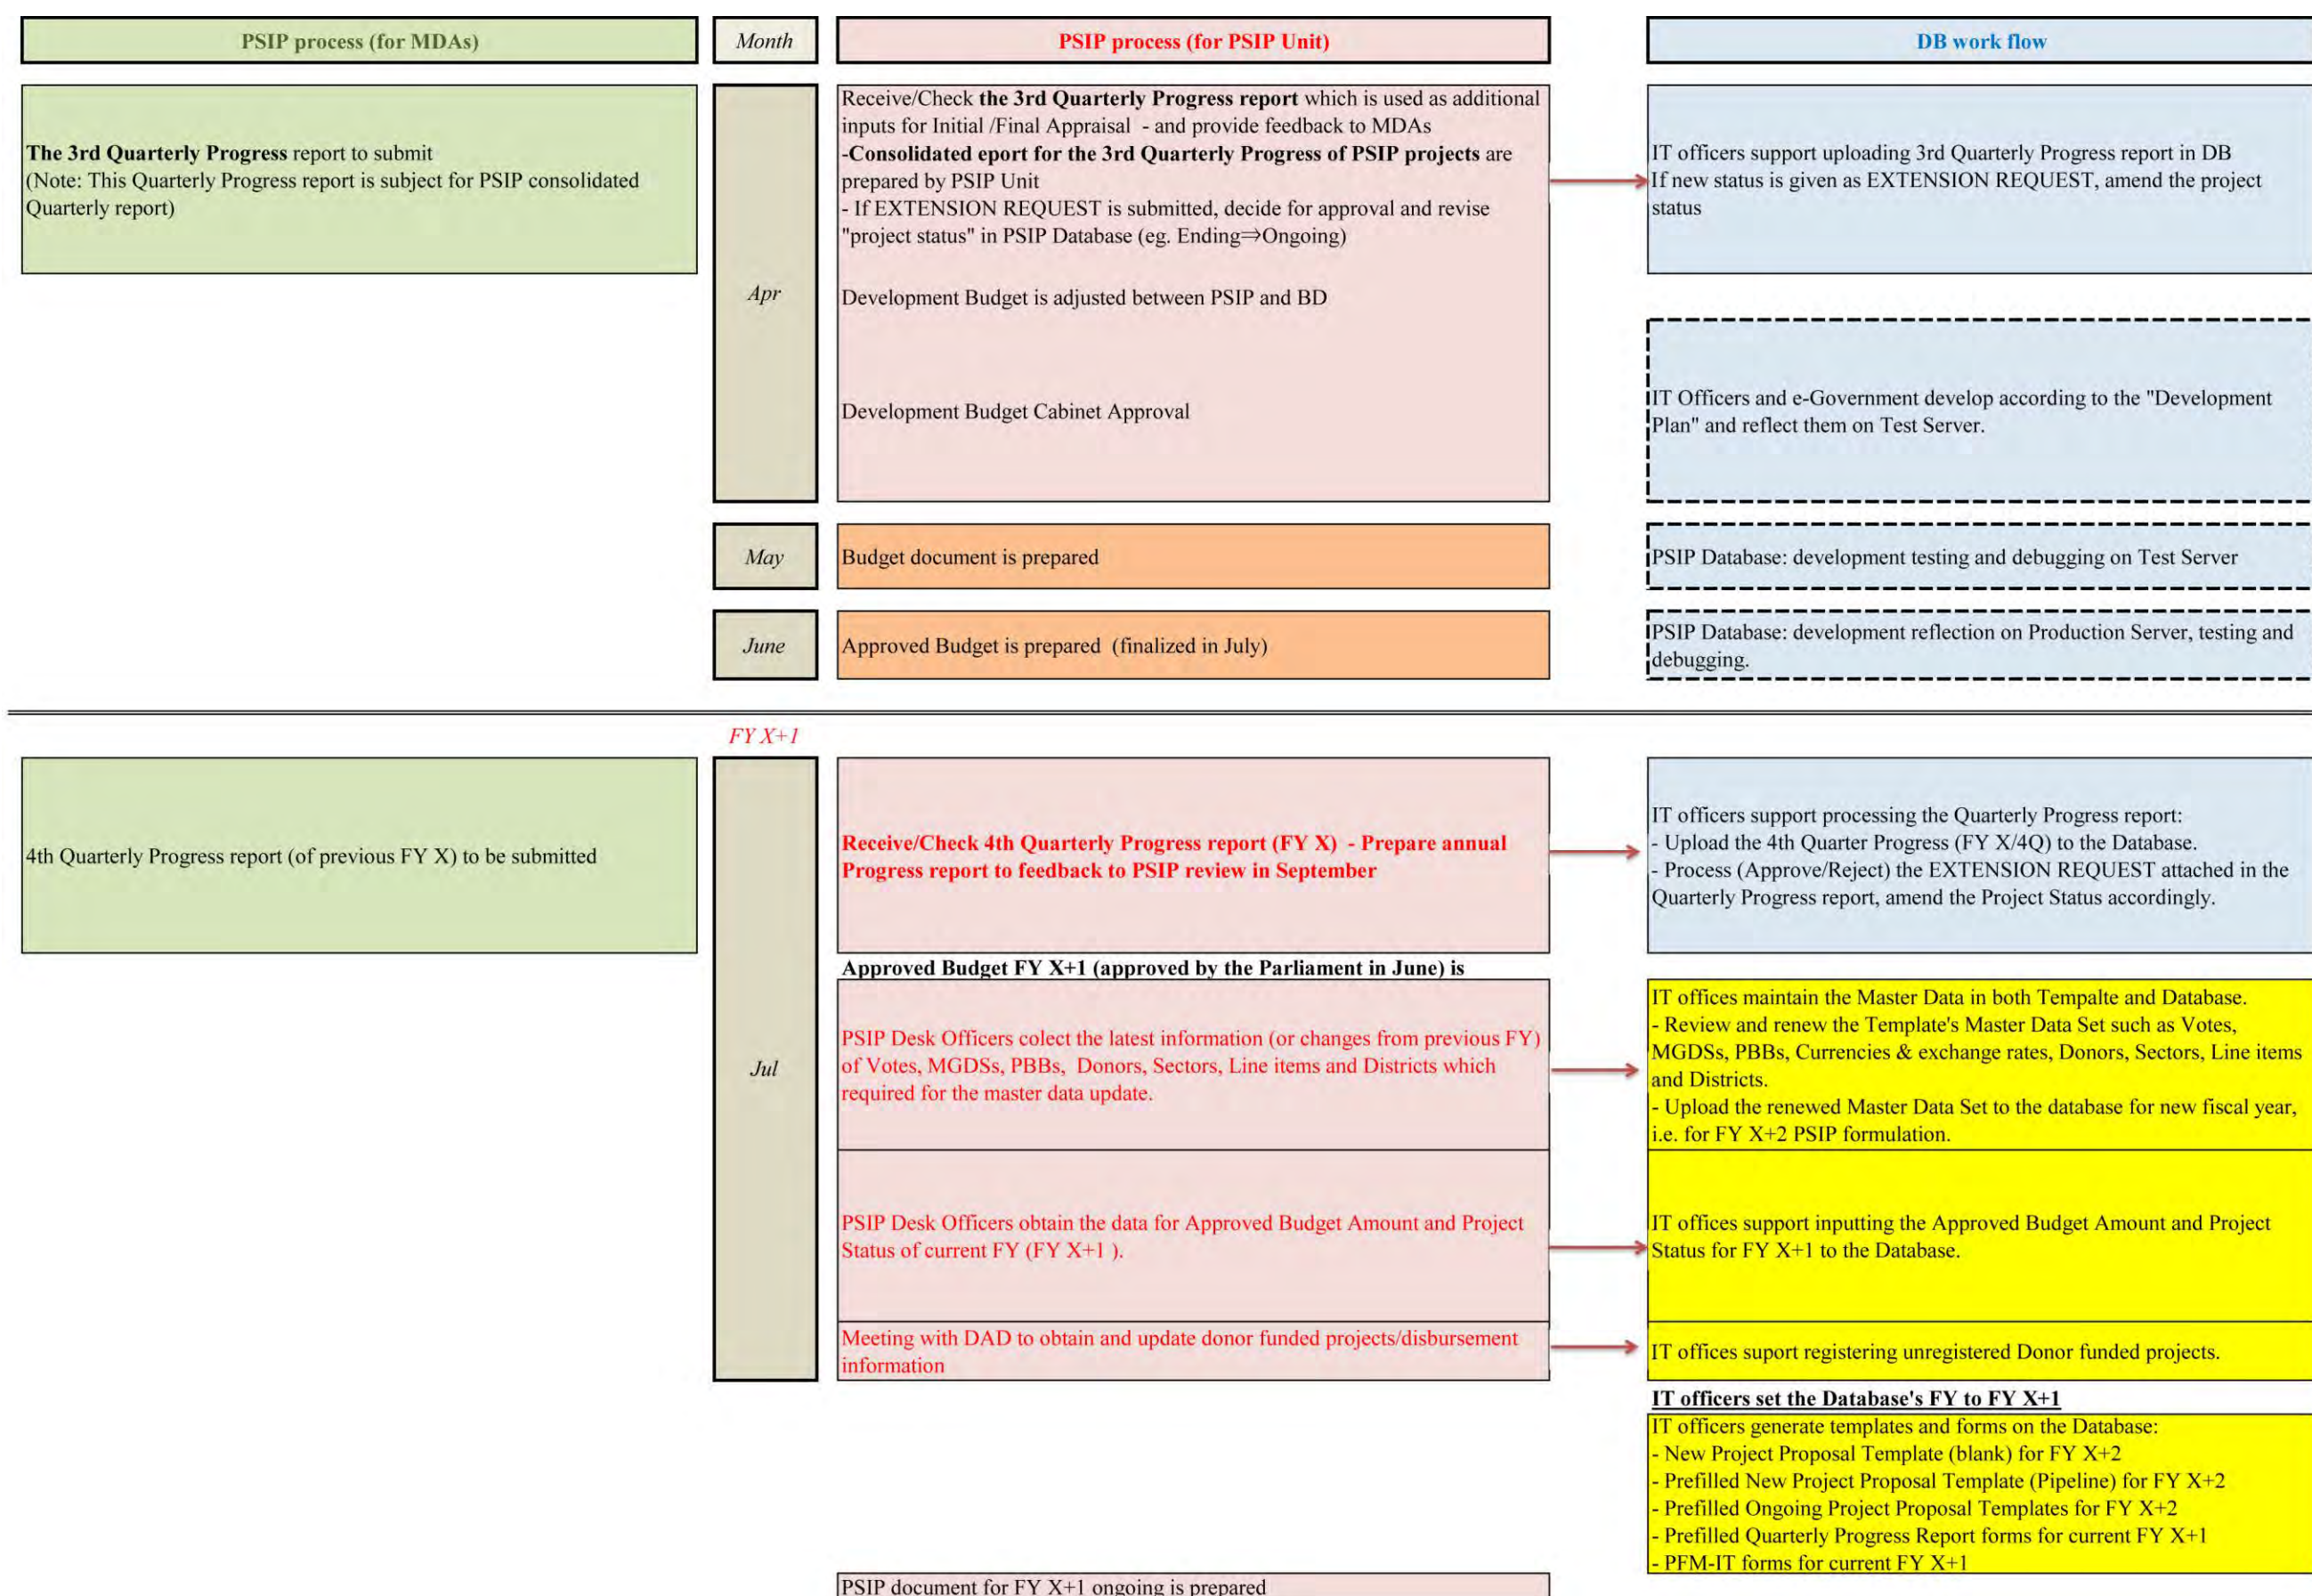 PSIP process (for MDAs)
Month
PSIP process (for PSIP Unit)
DB work flow
The 3rd Quarterly Progress report to submit
(Note: This Quarterly Progress report is subject for PSIP consolidated
Quarterly report)
Apr
Receive/Check the 3rd Quarterly Progress report which is used as additional
inputs for Initial /Final Appraisal - and provide feedback to MDAs
-Consolidated eport for the 3rd Quarterly Progress of PSIP projects are
prepared by PSIP Unit
- If EXTENSION REQUEST is submitted, decide for approval and revise
"project status" in PSIP Database (eg. Ending⇒Ongoing)
Development Budget is adjusted between PSIP and BD
Development Budget Cabinet Approval
IT officers support uploading 3rd Quarterly Progress report in DB
If new status is given as EXTENSION REQUEST, amend the project
status
IT Officers and e-Government develop according to the "Development
Plan" and reflect them on Test Server.
May
Budget document is prepared
PSIP Database: development testing and debugging on Test Server
June
Approved Budget is prepared (finalized in July)
PSIP Database: development reflection on Production Server, testing and
debugging.
FY X+1
4th Quarterly Progress report (of previous FY X) to be submitted
Jul
Receive/Check 4th Quarterly Progress report (FY X) - Prepare annual
Progress report to feedback to PSIP review in September
IT officers support processing the Quarterly Progress report:
- Upload the 4th Quarter Progress (FY X/4Q) to the Database.
- Process (Approve/Reject) the EXTENSION REQUEST attached in the
Quarterly Progress report, amend the Project Status accordingly.
Approved Budget FY X+1 (approved by the Parliament in June) is
PSIP Desk Officers colect the latest information (or changes from previous FY)
of Votes, MGDSs, PBBs, Donors, Sectors, Line items and Districts which
required for the master data update.
IT offices maintain the Master Data in both Tempalte and Database.
- Review and renew the Template's Master Data Set such as Votes,
MGDSs, PBBs, Currencies & exchange rates, Donors, Sectors, Line items
and Districts.
- Upload the renewed Master Data Set to the database for new fiscal year,
i.e. for FY X+2 PSIP formulation.
PSIP Desk Officers obtain the data for Approved Budget Amount and Project
Status of current FY (FY X+1 ).
IT offices support inputting the Approved Budget Amount and Project
Status for FY X+1 to the Database.
Meeting with DAD to obtain and update donor funded projects/disbursement
information
IT offices suport registering unregistered Donor funded projects.
IT officers set the Database's FY to FY X+1
IT officers generate templates and forms on the Database:
- New Project Proposal Template (blank) for FY X+2
- Prefilled New Project Proposal Template (Pipeline) for FY X+2
- Prefilled Ongoing Project Proposal Templates for FY X+2
- Prefilled Quarterly Progress Report forms for current FY X+1
- PFM-IT forms for current FY X+1
PSIP document for FY X+1 ongoing is prepared